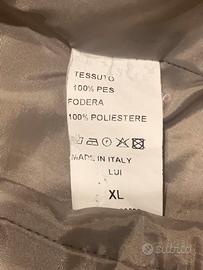 TESSUTO
100% PES
FODERA
100% POLIESTERE
MADE IN ITALY
LUI
XL
subito